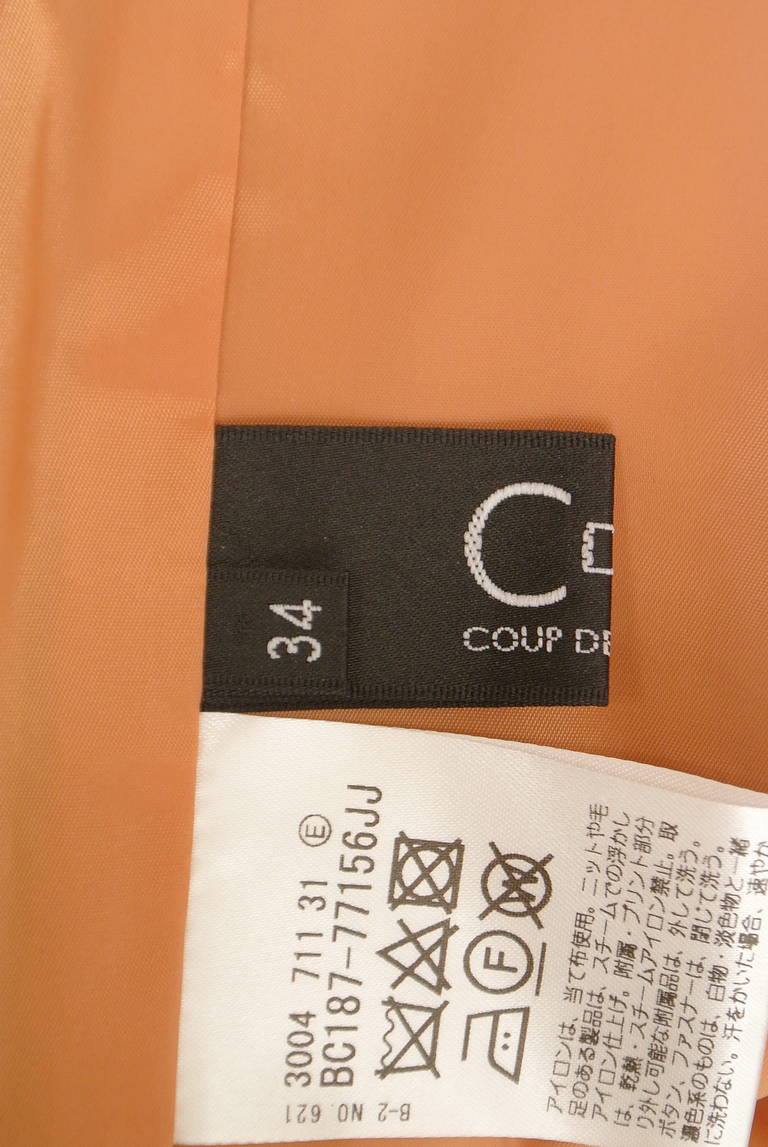 C
COUP DE
34
3004 711 31 Ⓔ
BC187-77156JJ
W
F
アイロンは、当て布使用。ニットや毛
足のある製品は、スチームでの浮かし
アイロン仕上げ。附属・プリント部分
は、乾熱・スチームアイロン禁止。取
り外し可能な附属品は、外して洗う。
ボタン、ファスナーは、閉じて洗う。
濃色系のものは、白物・淡色物と一緒
に洗わない。汗をかいた場合、速やか
B-2 NO.621